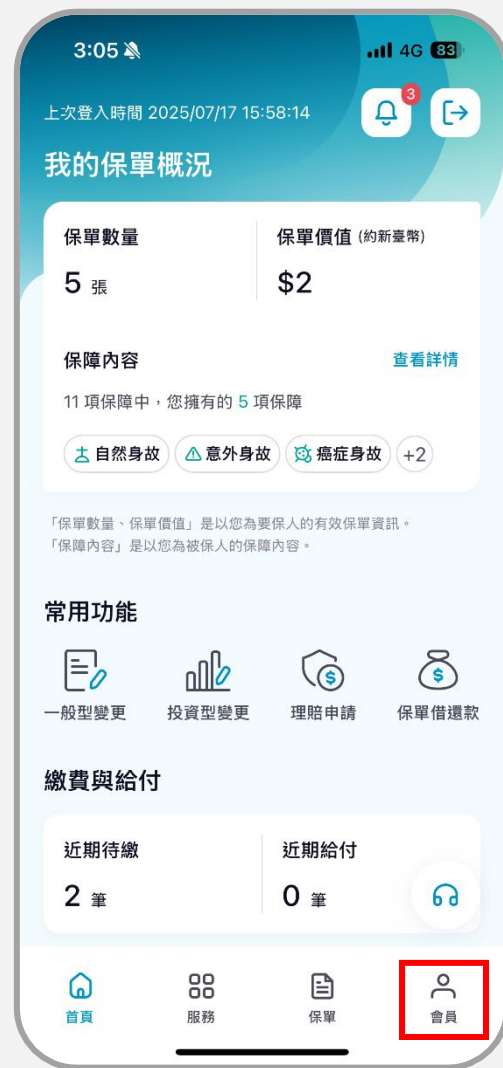 3:05 4G 83
上次登入時間 2025/07/17 15:58:14 3
我的保單概況
保單數量 保單價值 (約新臺幣)
5 張 $2
保障內容 查看詳情
11 項保障中，您擁有的 5 項保障
自然身故 意外身故 癌症身故 +2
「保單數量、保單價值」是以您為要保人的有效保單資訊。
「保障內容」是以您為被保人的保障內容。
常用功能
一般型變更 投資型變更 理賠申請 保單借還款
繳費與給付
近期待繳 近期給付
2 筆 0 筆
首頁 服務 保單 會員